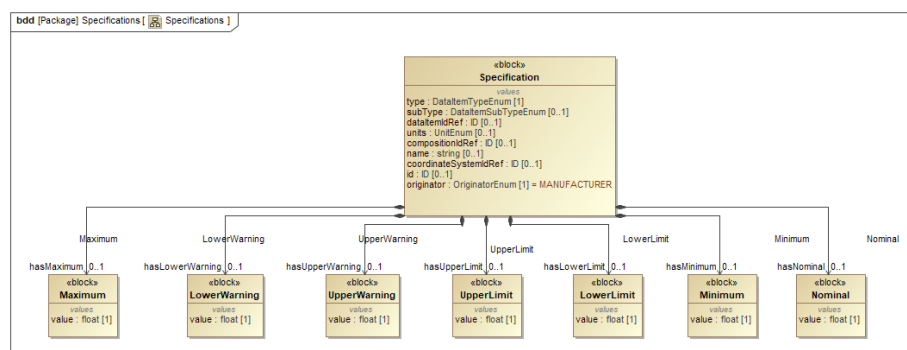 bdd [Package] Specifications [ Specifications ]
«block»
Specification
values
type : DataItemTypeEnum [1]
subType : DataItemSubTypeEnum [0..1]
dataItemIdRef : ID [0..1]
units : UnitEnum [0..1]
compositionIdRef : ID [0..1]
name : string [0..1]
coordinateSystemIdRef : ID [0..1]
id : ID [0..1]
originator : OriginatorEnum [1] = MANUFACTURER
Maximum
LowerWarning
UpperWarning
UpperLimit
LowerLimit
Minimum
Nominal
hasMaximum 0..1
hasLowerWarning 0..1
hasUpperWarning 0..1
hasUpperLimit 0..1
hasLowerLimit 0..1
hasMinimum 0..1
hasNominal 0..1
«block»
Maximum
values
value : float [1]
«block»
LowerWarning
values
value : float [1]
«block»
UpperWarning
values
value : float [1]
«block»
UpperLimit
values
value : float [1]
«block»
LowerLimit
values
value : float [1]
«block»
Minimum
values
value : float [1]
«block»
Nominal
values
value : float [1]